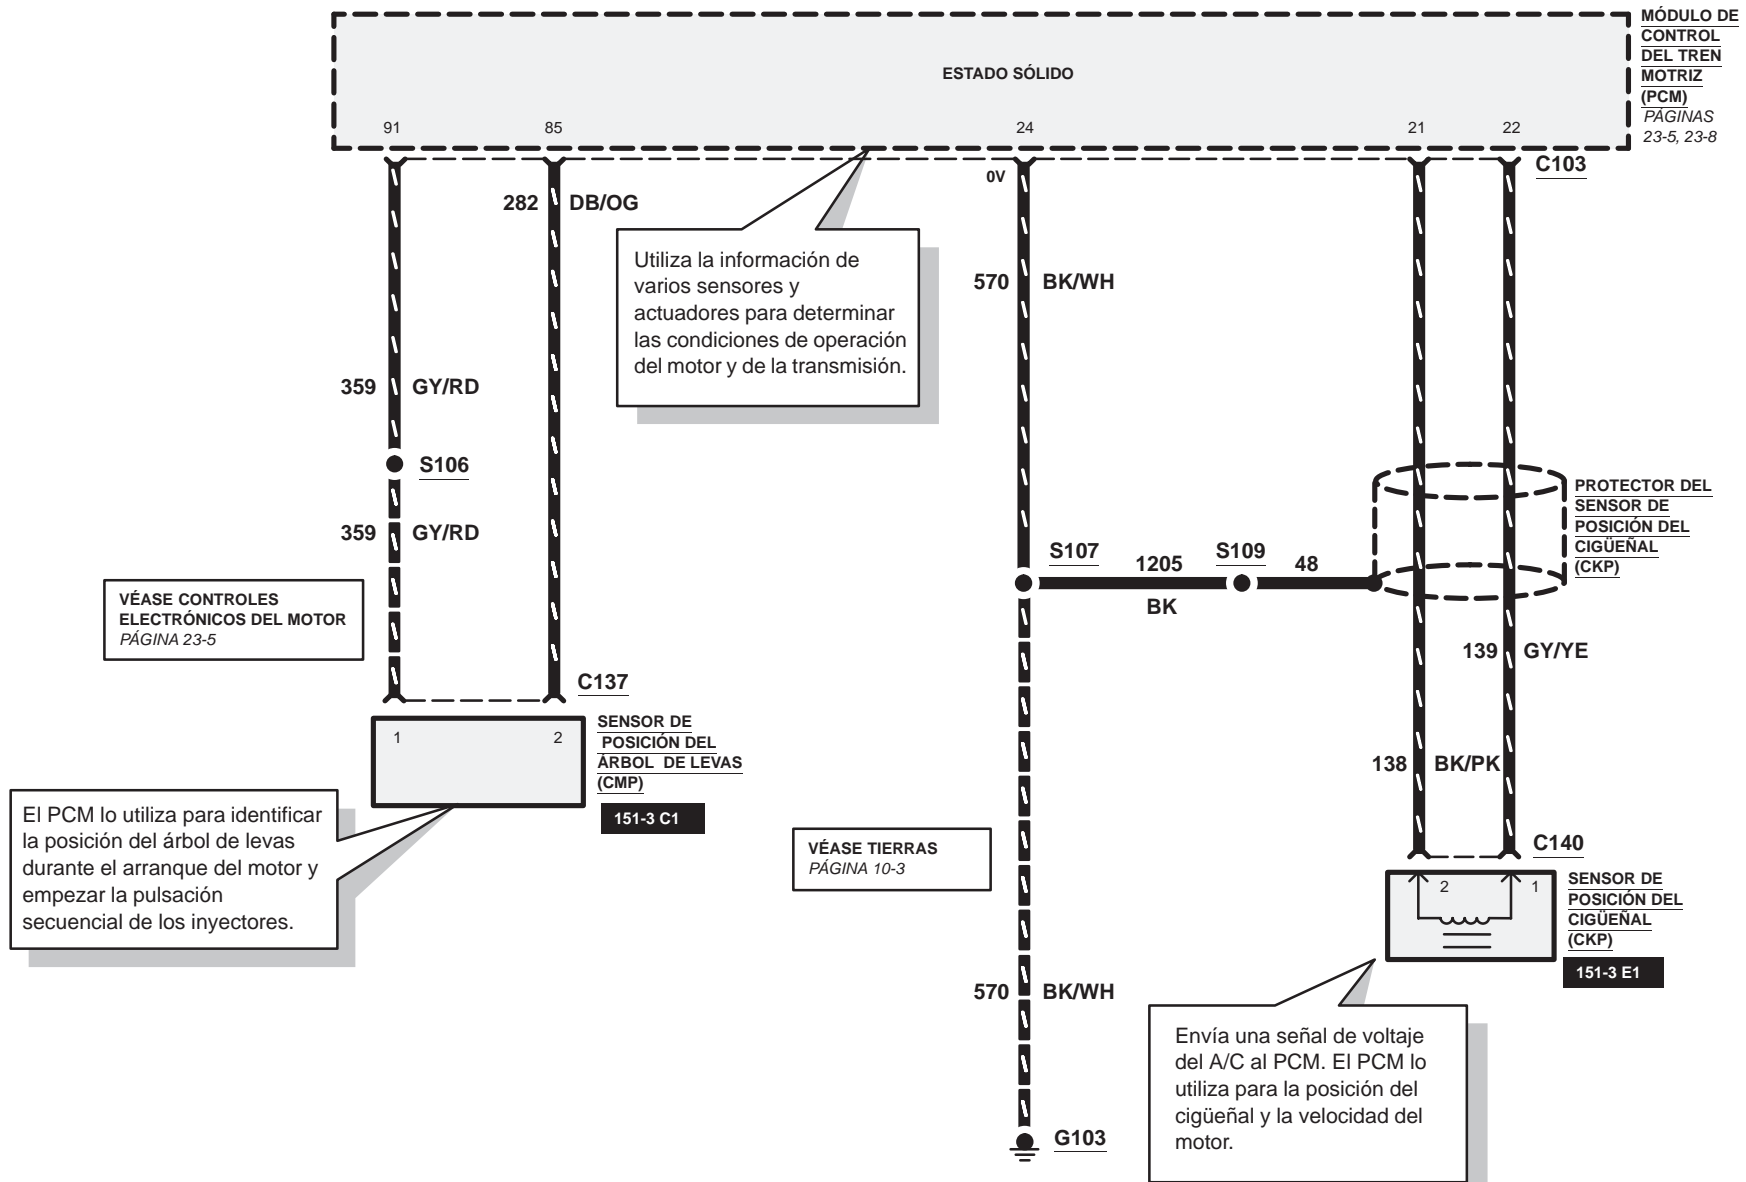 MÓDULO DE
CONTROL
DEL TREN
MOTRIZ
(PCM)
PÁGINAS
23-5, 23-8
ESTADO SÓLIDO
91
85
24
21
22
C103
0V
282
DB/OG
Utiliza la información de
varios sensores y
actuadores para determinar
las condiciones de operación
del motor y de la transmisión.
570
BK/WH
359
GY/RD
S106
359
GY/RD
PROTECTOR DEL
SENSOR DE
POSICIÓN DEL
CIGÜEÑAL
(CKP)
S107
1205
S109
48
BK
VÉASE CONTROLES
ELECTRÓNICOS DEL MOTOR
PÁGINA 23-5
139
GY/YE
C137
1
2
SENSOR DE
POSICIÓN DEL
ÁRBOL DE LEVAS
(CMP)
151-3 C1
138
BK/PK
El PCM lo utiliza para identificar
la posición del árbol de levas
durante el arranque del motor y
empezar la pulsación
secuencial de los inyectores.
VÉASE TIERRAS
PÁGINA 10-3
C140
2
1
SENSOR DE
POSICIÓN DEL
CIGÜEÑAL
(CKP)
151-3 E1
570
BK/WH
Envía una señal de voltaje
del A/C al PCM. El PCM lo
utiliza para la posición del
cigüeñal y la velocidad del
motor.
G103